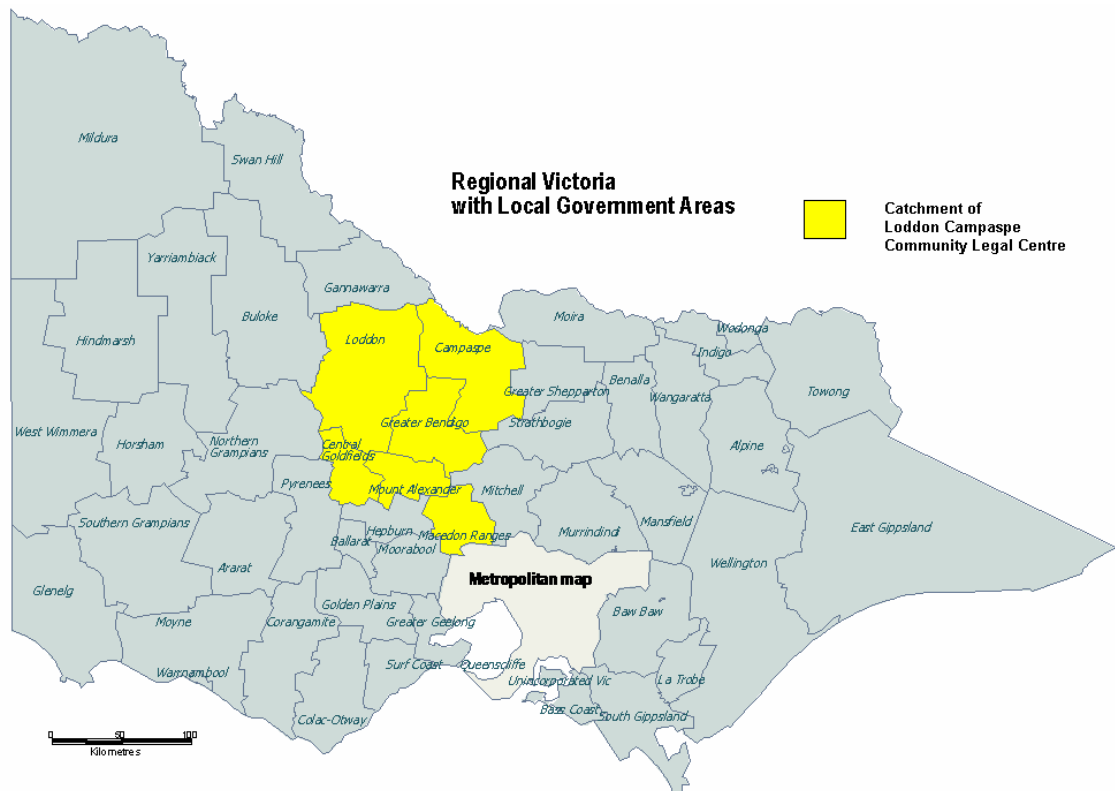 Mildura
Swan Hill
Regional Victoria
with Local Government Areas
Catchment of
Loddon Campaspe
Community Legal Centre
Yarriambiack
Gannawarra
Buloke
Hindmarsh
Loddon
Campaspe
Moira
Wodonga
Indigo
Benalla
Greater Shepparton
Wangaratta
Towong
West Wimmera
Horsham
Northern
Grampians
Central
Goldfields
Greater Bendigo
Strathbogie
Alpine
Pyrenees
Mount Alexander
Mitchell
Southern Grampians
Hepburn
Ballarat
Moorabool
Macedon Ranges
Murrindindi
Mansfield
East Gippsland
Ararat
Glenelg
Metropolitan map
Wellington
Golden Plains
Moyne
Corangamite
Greater Geelong
Baw Baw
Warnambool
Surf Coast
Queenscliffe
Unincorporated Vic
La Trobe
Bass Coast
South Gippsland
Colac-Otway
0 50 100
Kilometres